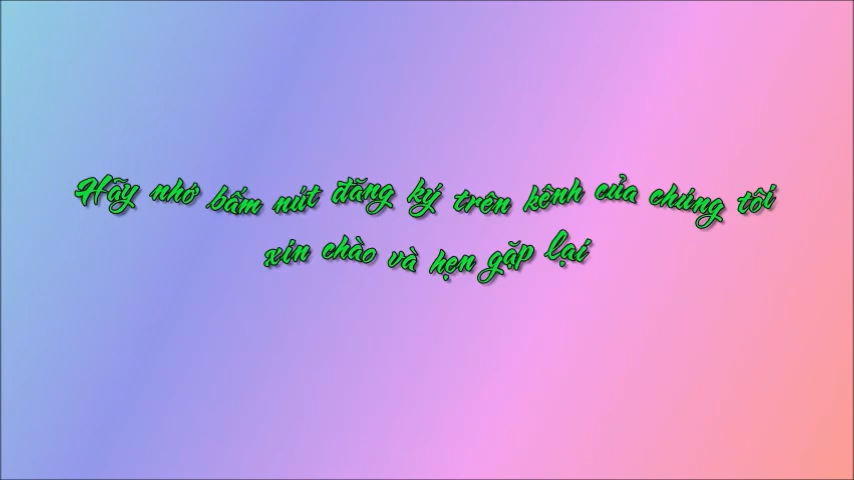 Hãy nhớ bấm nút đăng ký trên kênh của chúng tôi
xin chào và hẹn gặp lại